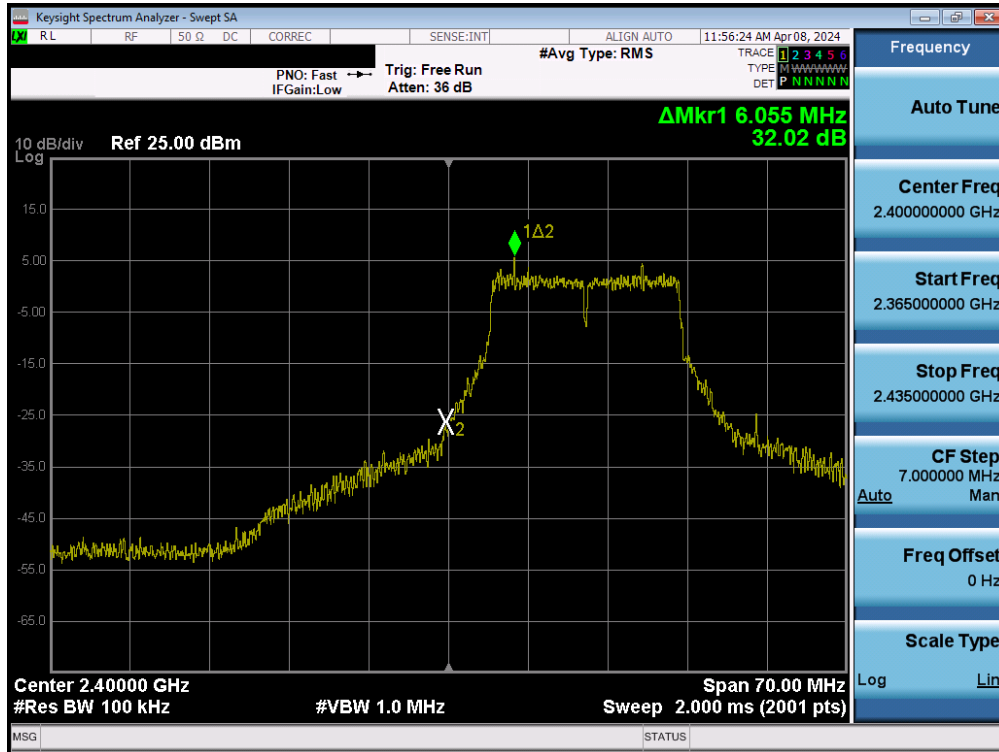 Keysight Spectrum Analyzer - Swept SA
LXI RL RF 50 Ω DC CORREC SENSE:INT ALIGN AUTO 11:56:24 AM Apr 08, 2024
#Avg Type: RMS
TRACE 1 2 3 4 5 6
TYPE M WWWWW
DET P N N N N N
PNO: Fast
IFGain:Low
Trig: Free Run
Atten: 36 dB
ΔMkr1 6.055 MHz
32.02 dB
10 dB/div Ref 25.00 dBm
Log
15.0
5.00
-5.00
-15.0
-25.0
-35.0
-45.0
-55.0
-65.0
1Δ2
X2
Center 2.40000 GHz
Span 70.00 MHz
#Res BW 100 kHz
#VBW 1.0 MHz
Sweep 2.000 ms (2001 pts)
MSG
STATUS
Frequency
Auto Tune
Center Freq
2.400000000 GHz
Start Freq
2.365000000 GHz
Stop Freq
2.435000000 GHz
CF Step
7.000000 MHz
Auto Man
Freq Offset
0 Hz
Scale Type
Log Lin